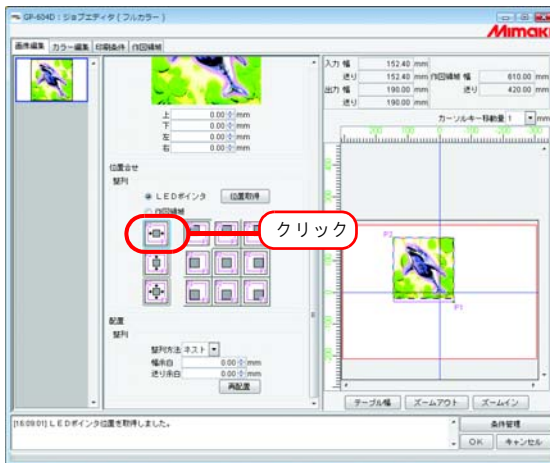 GP-604D : ジョブエディタ ( フルカラー )
Mimaki
画像編集 カラー編集 印刷条件 作図領域
上 0.00 mm
下 0.00 mm
左 0.00 mm
右 0.00 mm
位置合せ
整列
LEDポインタ 位置取得
作図領域
クリック
配置
整列
整列方法 ネスト
幅余白 0.00 mm
送り余白 0.00 mm
再配置
入力 幅 152.40 mm
送り 152.40 mm 作図領域 幅 610.00 mm
出力 幅 190.00 mm 送り 420.00 mm
送り 190.00 mm
カーソルキー移動量 1 mm
P2
P1
テーブル幅 ズームアウト ズームイン
[16:09:01] LEDポインタ位置を取得しました。
条件管理
OK キャンセル